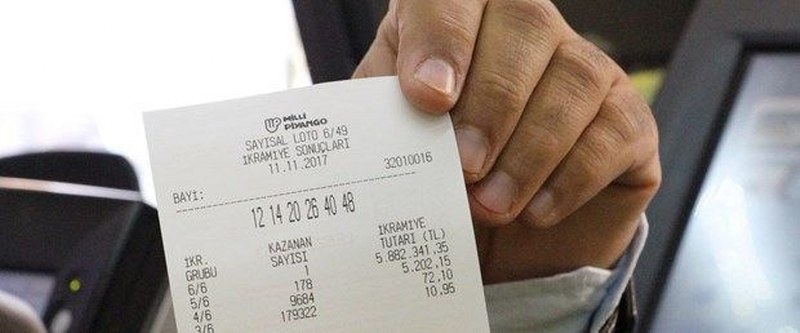 MİLLİ
PİYANGO
SAYISAL LOTO 6/49
İKRAMİYE SONUÇLARI
11.11.2017
BAYİ: 32010016
12 14 20 26 40 48
İKR. GRUBU KAZANAN SAYISI İKRAMİYE TUTARI (TL)
6/6 1 5.882.341,35
5/6 178 5.202,15
4/6 9684 72,10
3/6 179322 10,95